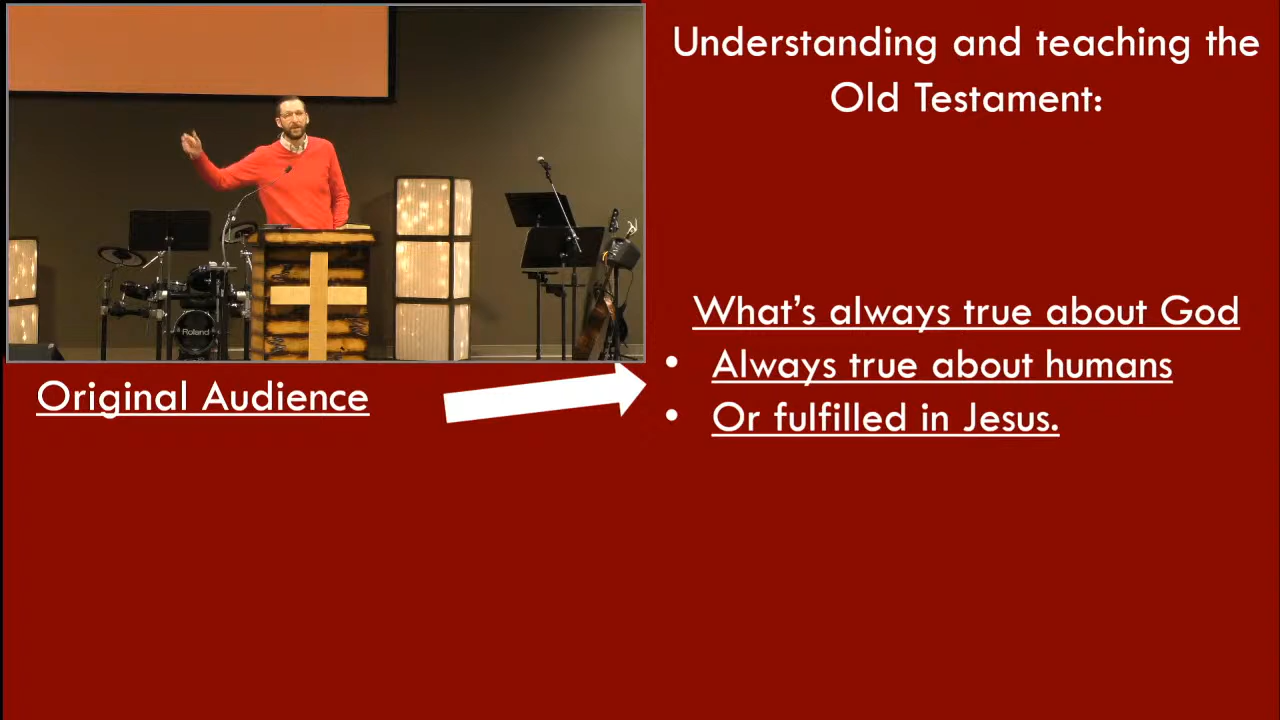 Understanding and teaching the
Old Testament:
What's always true about God
• Always true about humans
• Or fulfilled in Jesus.
Original Audience
Roland